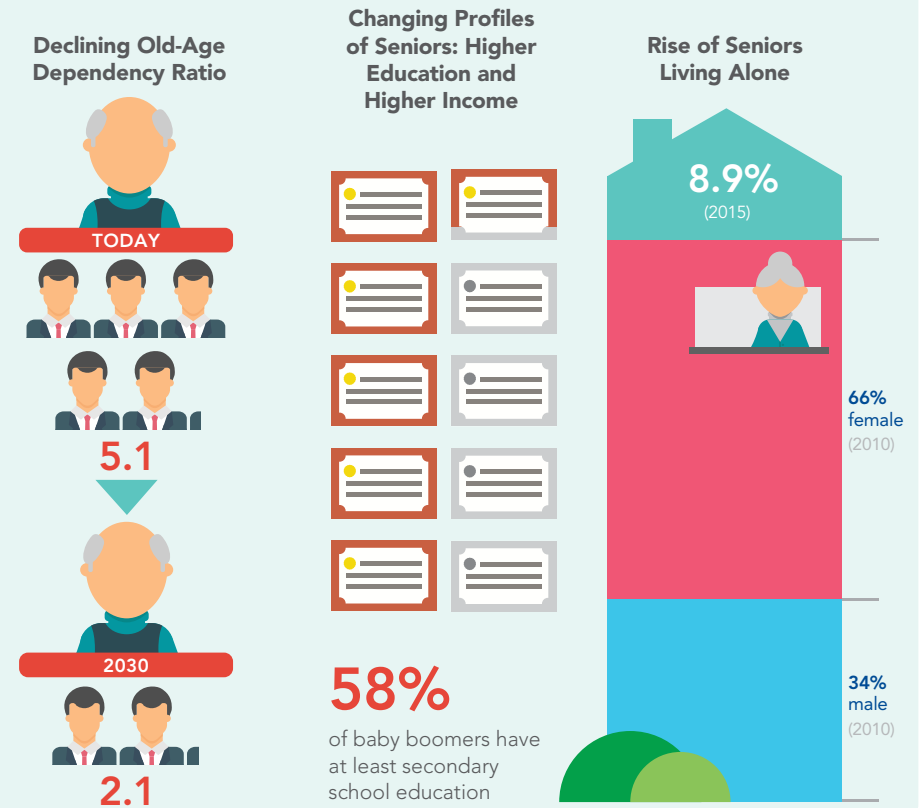 Declining Old-Age
Dependency Ratio
TODAY
5.1
2030
2.1
Changing Profiles
of Seniors: Higher
Education and
Higher Income
58%
of baby boomers have
at least secondary
school education
Rise of Seniors
Living Alone
8.9%
(2015)
66%
female
(2010)
34%
male
(2010)